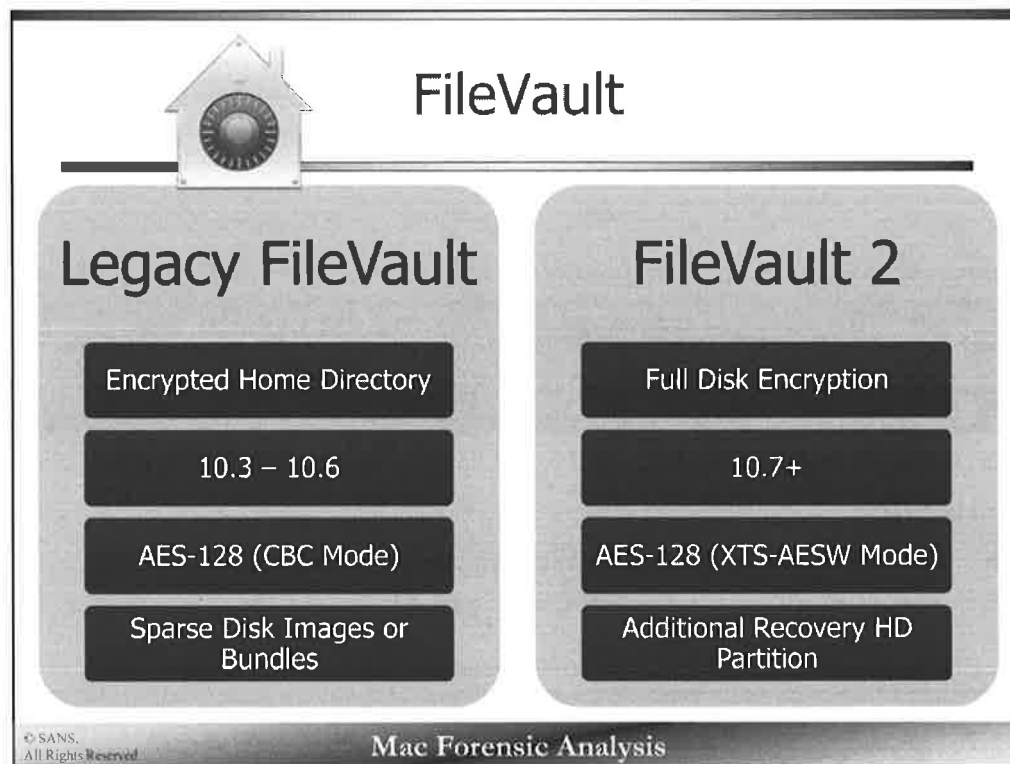 FileVault
Legacy FileVault
Encrypted Home Directory
10.3 – 10.6
AES-128 (CBC Mode)
Sparse Disk Images or
Bundles
FileVault 2
Full Disk Encryption
10.7+
AES-128 (XTS-AESW Mode)
Additional Recovery HD
Partition
© SANS,
All Rights Reserved
Mac Forensic Analysis